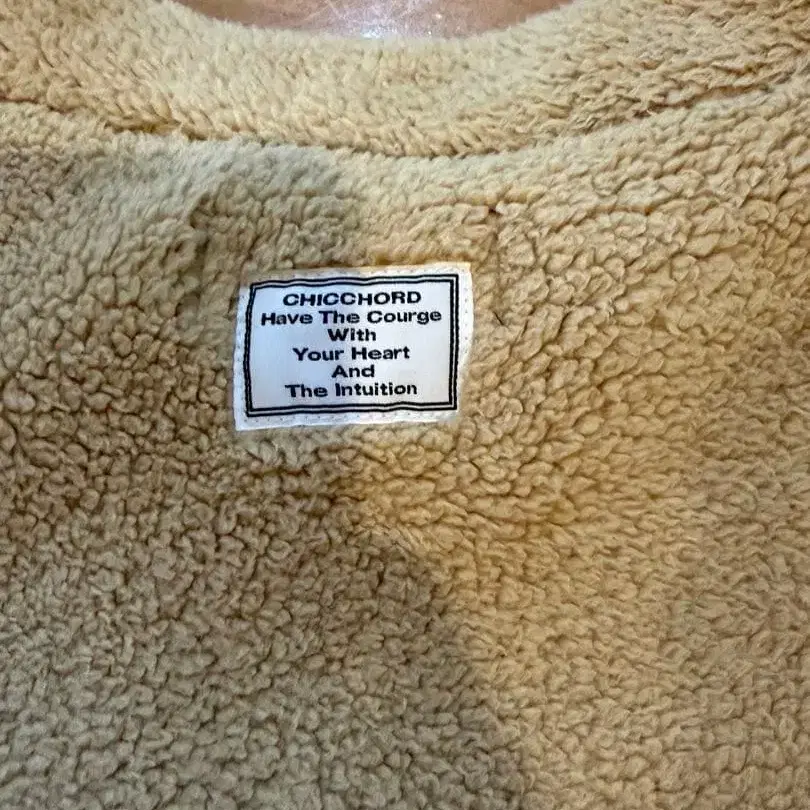 CHICCHORD
Have The Courge
With
Your Heart
And
The Intuition